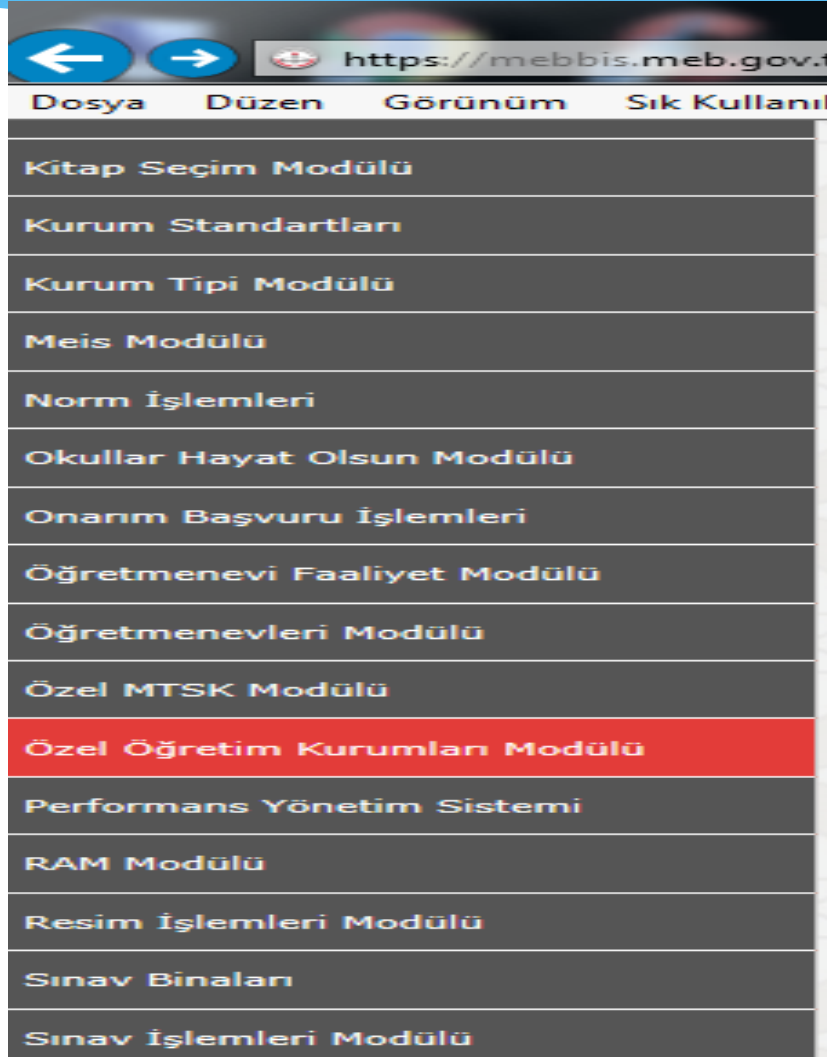 https://mebbis.meb.gov.t
Dosya Düzen Görünüm Sık Kullanıl
Kitap Seçim Modülü
Kurum Standartları
Kurum Tipi Modülü
Meis Modülü
Norm İşlemleri
Okullar Hayat Olsun Modülü
Onarım Başvuru İşlemleri
Öğretmenevi Faaliyet Modülü
Öğretmenevleri Modülü
Özel MTSK Modülü
Özel Öğretim Kurumları Modülü
Performans Yönetim Sistemi
RAM Modülü
Resim İşlemleri Modülü
Sınav Binaları
Sınav İşlemleri Modülü